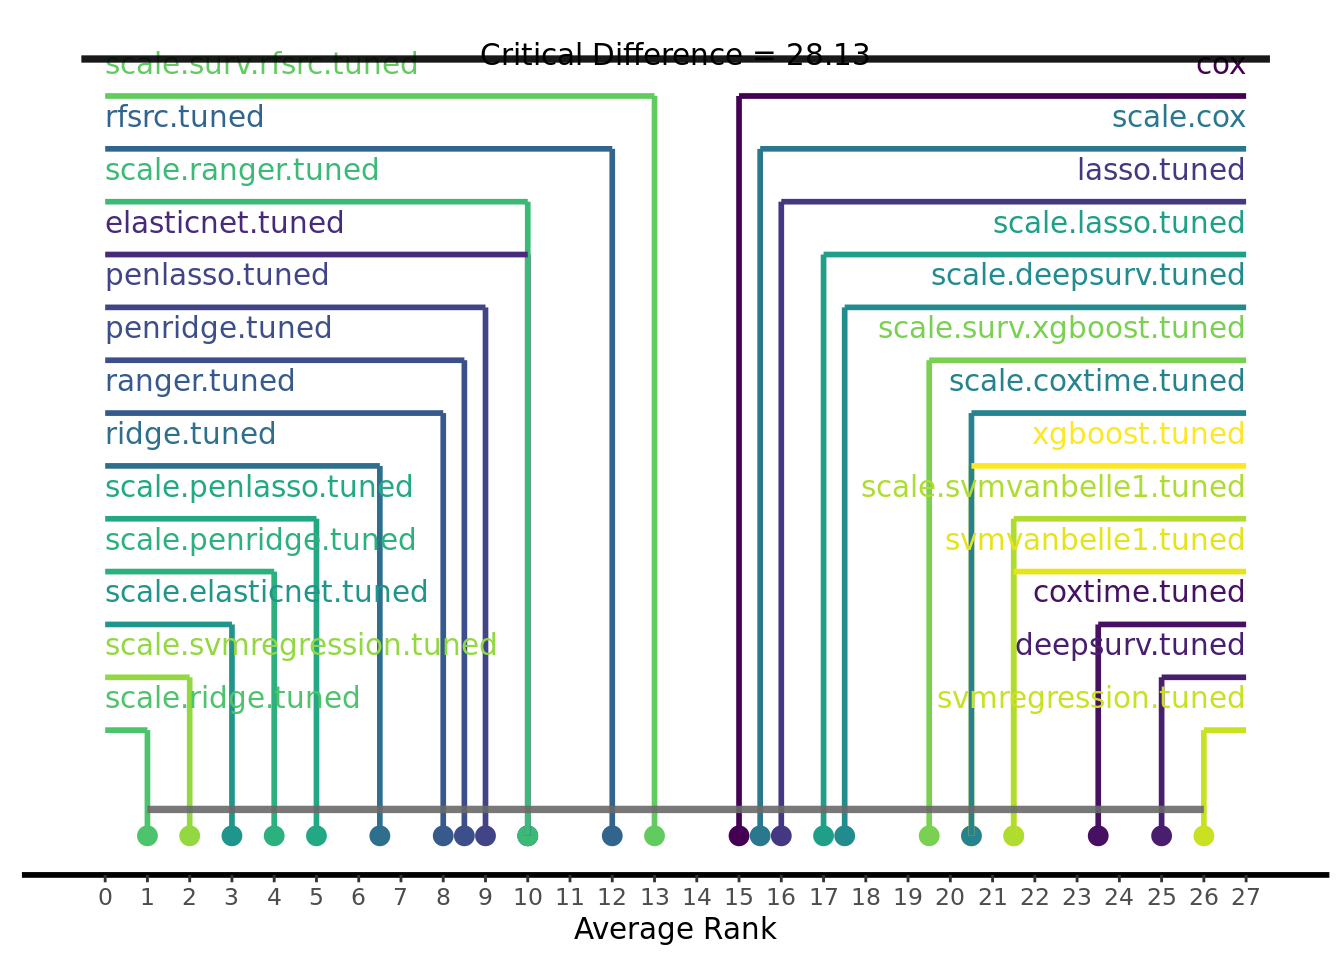 Critical Difference = 28.13
scale.surv.rfsrc.tuned
cox
rfsrc.tuned
scale.cox
scale.ranger.tuned
lasso.tuned
elasticnet.tuned
scale.lasso.tuned
penlasso.tuned
scale.deepsurv.tuned
penridge.tuned
scale.surv.xgboost.tuned
ranger.tuned
scale.coxtime.tuned
ridge.tuned
xgboost.tuned
scale.penlasso.tuned
scale.svmvanbelle1.tuned
scale.penridge.tuned
svmvanbelle1.tuned
scale.elasticnet.tuned
coxtime.tuned
scale.svmregression.tuned
deepsurv.tuned
scale.ridge.tuned
svmregression.tuned
0 1 2 3 4 5 6 7 8 9 10 11 12 13 14 15 16 17 18 19 20 21 22 23 24 25 26 27
Average Rank